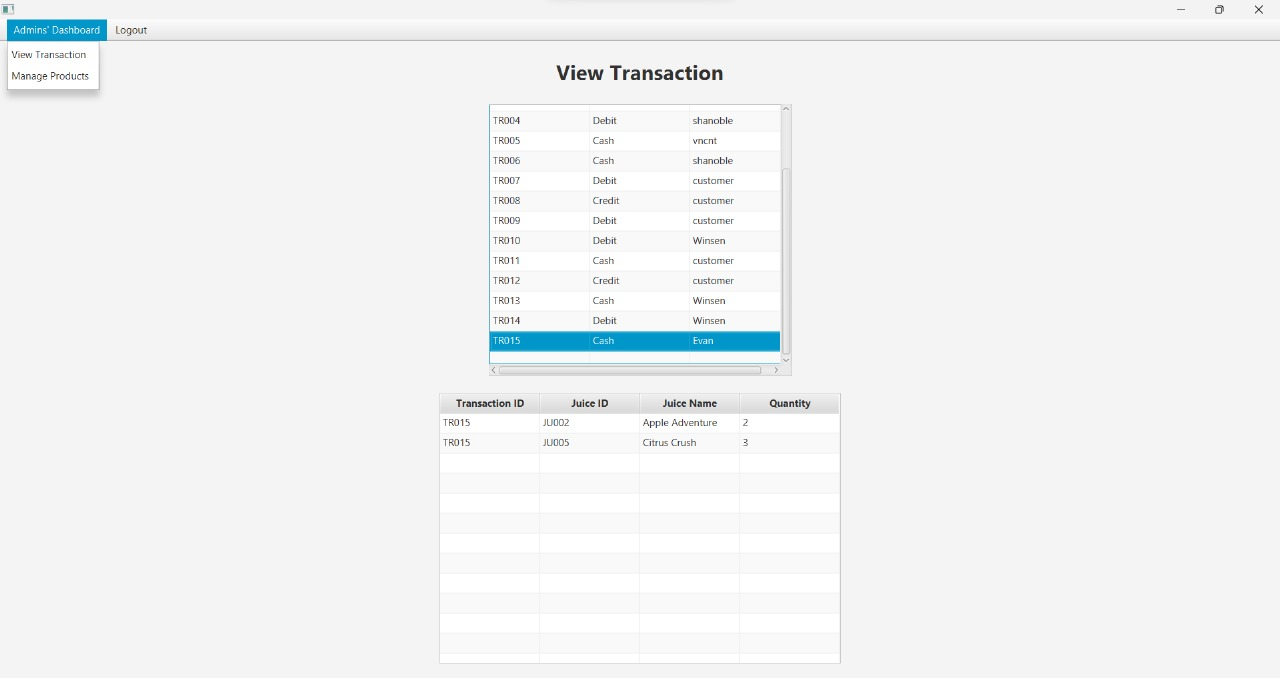 Admins' Dashboard Logout
View Transaction
Manage Products
View Transaction
TR004 Debit shanoble
TR005 Cash vncnt
TR006 Cash shanoble
TR007 Debit customer
TR008 Credit customer
TR009 Debit customer
TR010 Debit Winsen
TR011 Cash customer
TR012 Credit customer
TR013 Cash Winsen
TR014 Debit Winsen
TR015 Cash Evan
Transaction ID Juice ID Juice Name Quantity
TR015 JU002 Apple Adventure 2
TR015 JU005 Citrus Crush 3